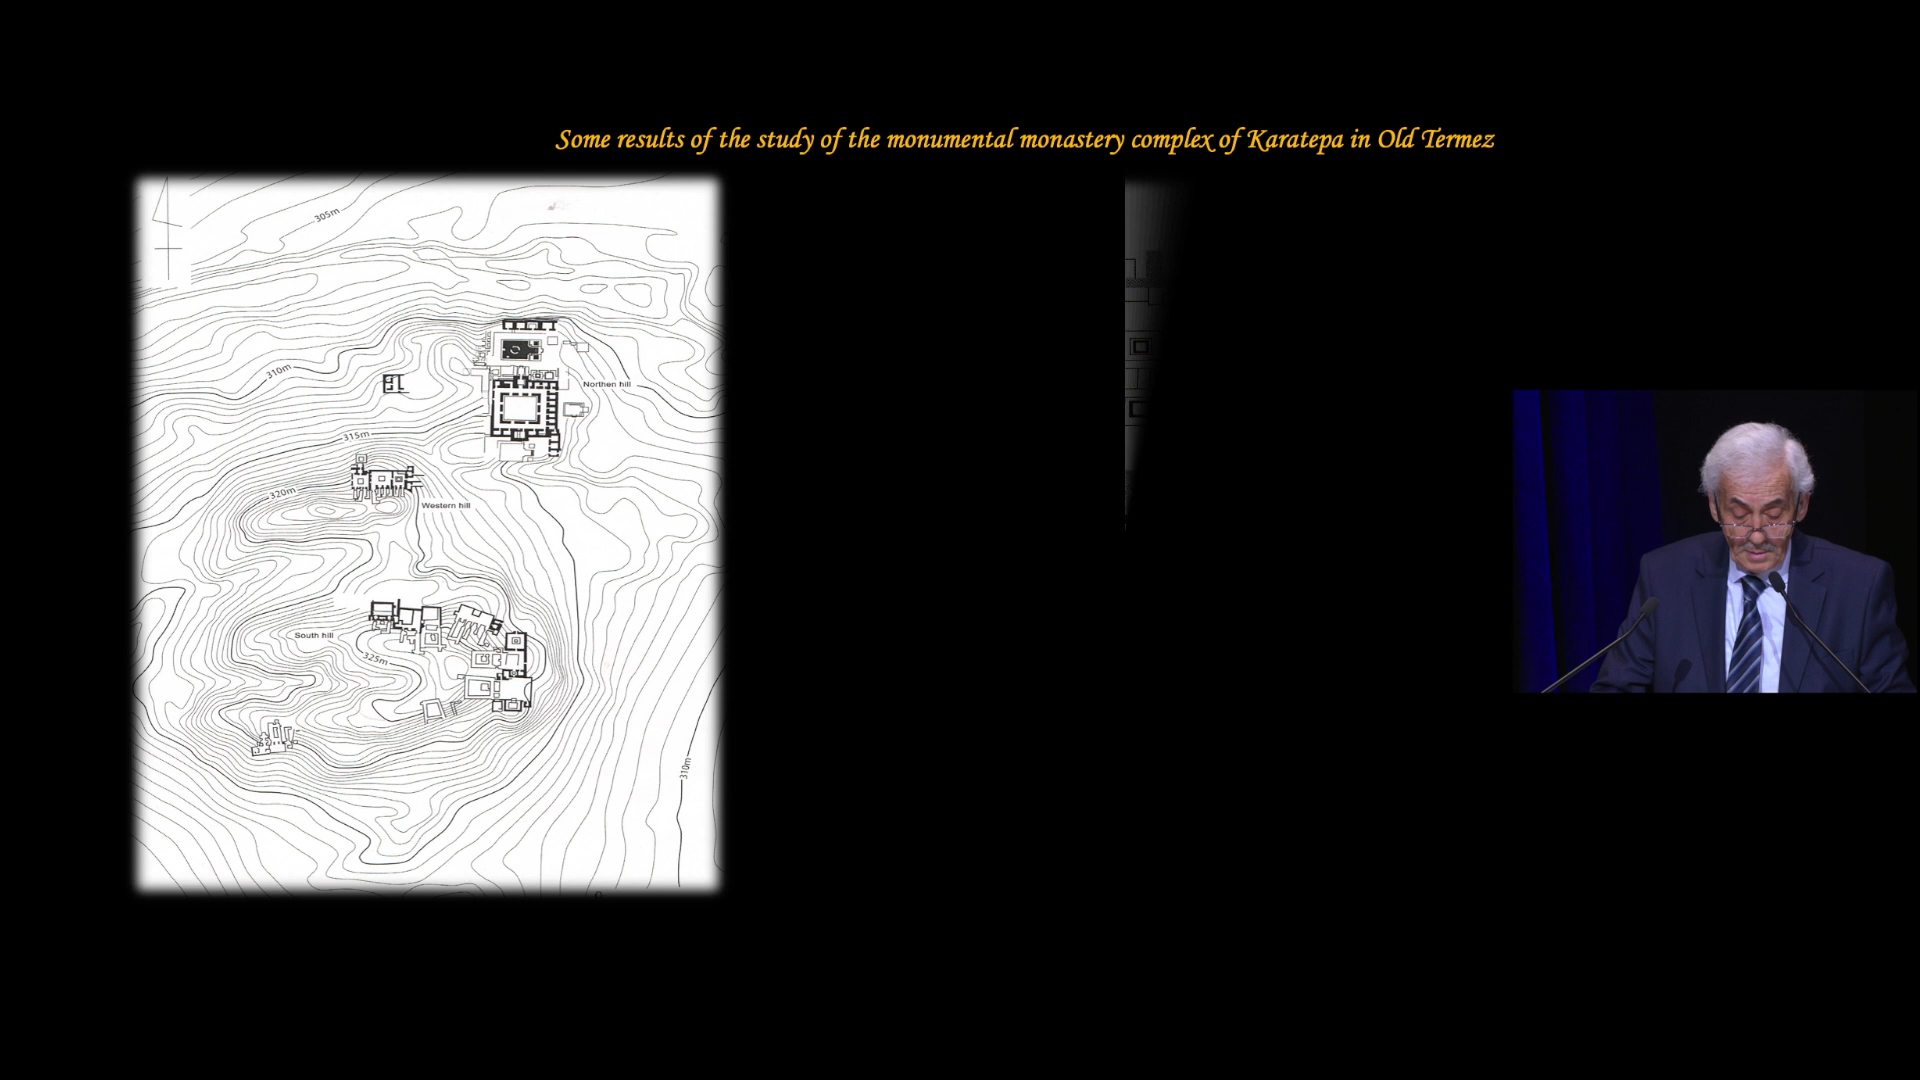 Some results of the study of the monumental monastery complex of Karatepa in Old Termez
305m
310m
Northen hill
315m
320m
Western hill
South hill
325m
310m